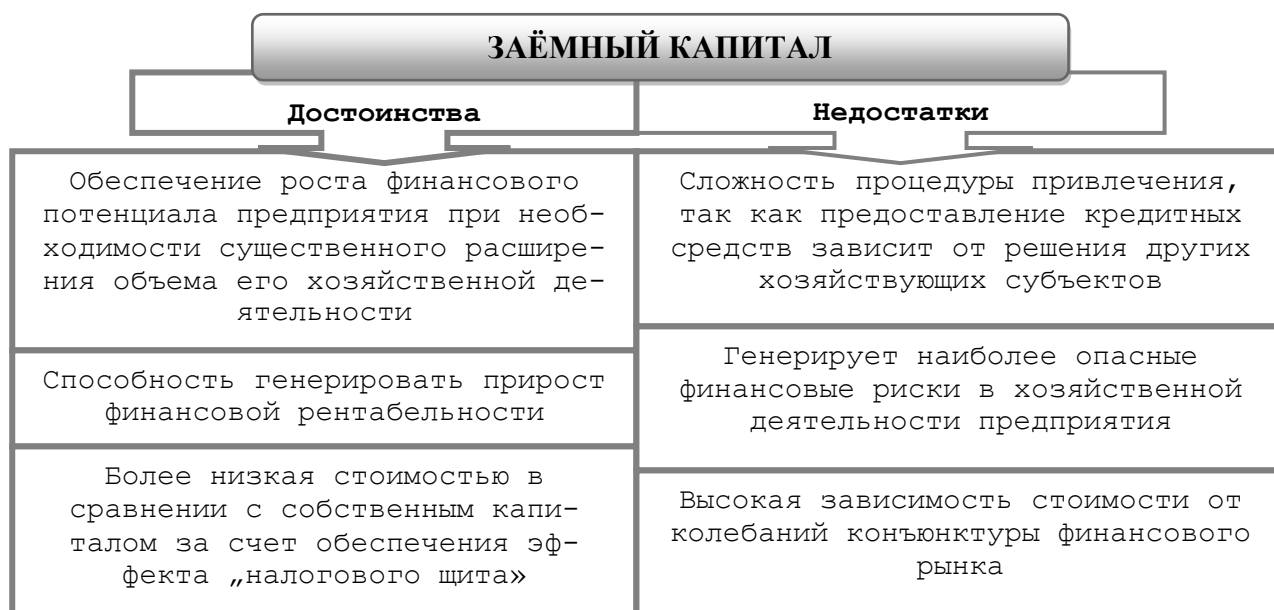 ЗАЁМНЫЙ КАПИТАЛ
Достоинства
Обеспечение роста финансового
потенциала предприятия при необ-
ходимости существенного расшире-
ния объема его хозяйственной де-
ятельности
Способность генерировать прирост
финансовой рентабельности
Более низкая стоимостью в
сравнении с собственным капи-
талом за счет обеспечения эф-
фекта „налогового щита»
Недостатки
Сложность процедуры привлечения,
так как предоставление кредитных
средств зависит от решения других
хозяйствующих субъектов
Генерирует наиболее опасные
финансовые риски в хозяйственной
деятельности предприятия
Высокая зависимость стоимости от
колебаний конъюнктуры финансового
рынка